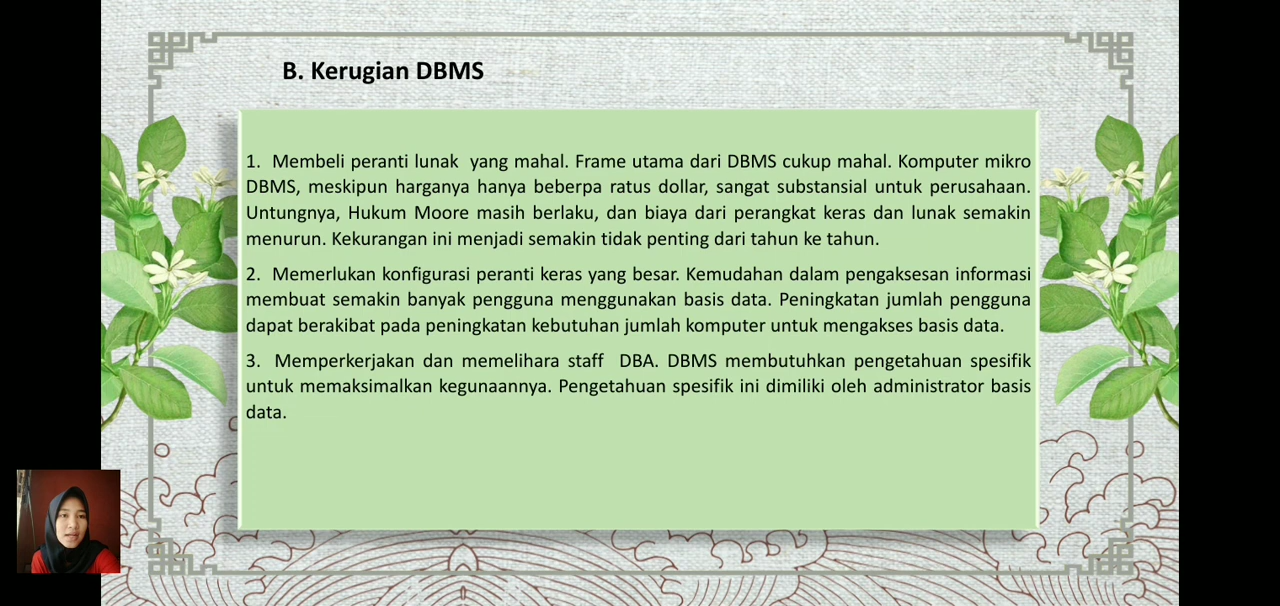 B. Kerugian DBMS
1. Membeli peranti lunak yang mahal. Frame utama dari DBMS cukup mahal. Komputer mikro
DBMS, meskipun harganya hanya beberpa ratus dollar, sangat substansial untuk perusahaan.
Untungnya, Hukum Moore masih berlaku, dan biaya dari perangkat keras dan lunak semakin
menurun. Kekurangan ini menjadi semakin tidak penting dari tahun ke tahun.
2. Memerlukan konfigurasi peranti keras yang besar. Kemudahan dalam pengaksesan informasi
membuat semakin banyak pengguna menggunakan basis data. Peningkatan jumlah pengguna
dapat berakibat pada peningkatan kebutuhan jumlah komputer untuk mengakses basis data.
3. Memperkerjakan dan memelihara staff DBA. DBMS membutuhkan pengetahuan spesifik
untuk memaksimalkan kegunaannya. Pengetahuan spesifik ini dimiliki oleh administrator basis
data.